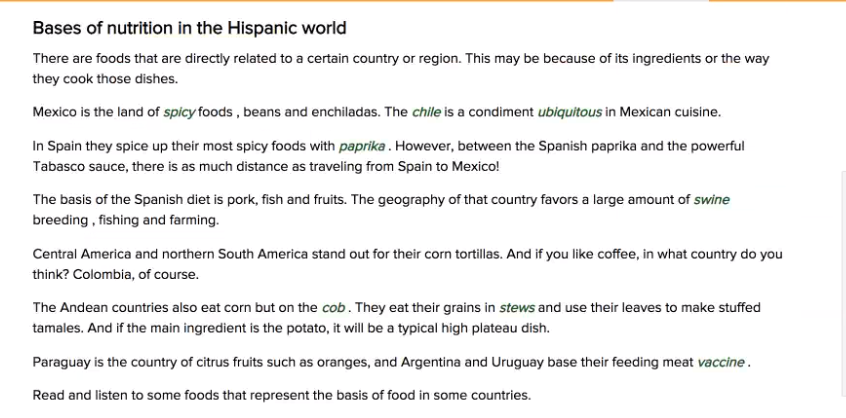 Bases of nutrition in the Hispanic world
There are foods that are directly related to a certain country or region. This may be because of its ingredients or the way
they cook those dishes.
Mexico is the land of spicy foods , beans and enchiladas. The chile is a condiment ubiquitous in Mexican cuisine.
In Spain they spice up their most spicy foods with paprika . However, between the Spanish paprika and the powerful
Tabasco sauce, there is as much distance as traveling from Spain to Mexico!
The basis of the Spanish diet is pork, fish and fruits. The geography of that country favors a large amount of swine
breeding , fishing and farming.
Central America and northern South America stand out for their corn tortillas. And if you like coffee, in what country do you
think? Colombia, of course.
The Andean countries also eat corn but on the cob . They eat their grains in stews and use their leaves to make stuffed
tamales. And if the main ingredient is the potato, it will be a typical high plateau dish.
Paraguay is the country of citrus fruits such as oranges, and Argentina and Uruguay base their feeding meat vaccine .
Read and listen to some foods that represent the basis of food in some countries.